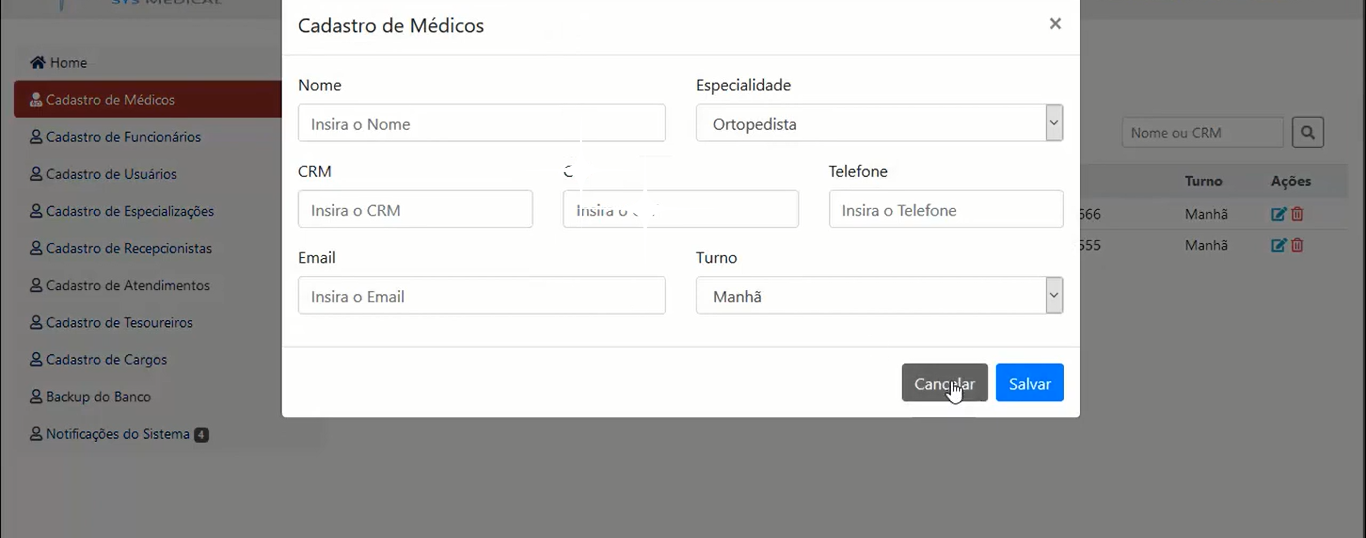 SYS MEDICAL
Cadastro de Médicos
×
Home
Cadastro de Médicos
Cadastro de Funcionários
Cadastro de Usuários
Cadastro de Especializações
Cadastro de Recepcionistas
Cadastro de Atendimentos
Cadastro de Tesoureiros
Cadastro de Cargos
Backup do Banco
Notificações do Sistema 4
Nome
Especialidade
Insira o Nome
Ortopedista
CRM
Telefone
Insira o CRM
Insira o
Insira o Telefone
Email
Turno
Insira o Email
Manhã
Cancelar
Salvar
Nome ou CRM
Turno
Ações
566
Manhã
555
Manhã